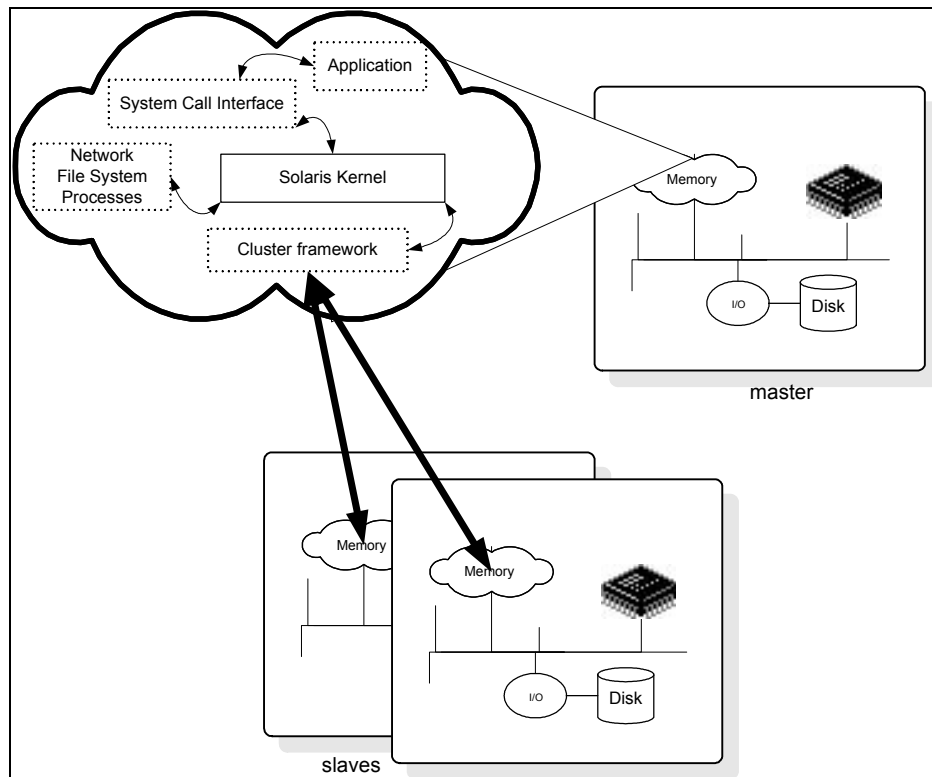 Application
System Call Interface
Network
File System
Processes
Solaris Kernel
Cluster framework
Memory
I/O
Disk
master
Memory
Memory
I/O
Disk
slaves